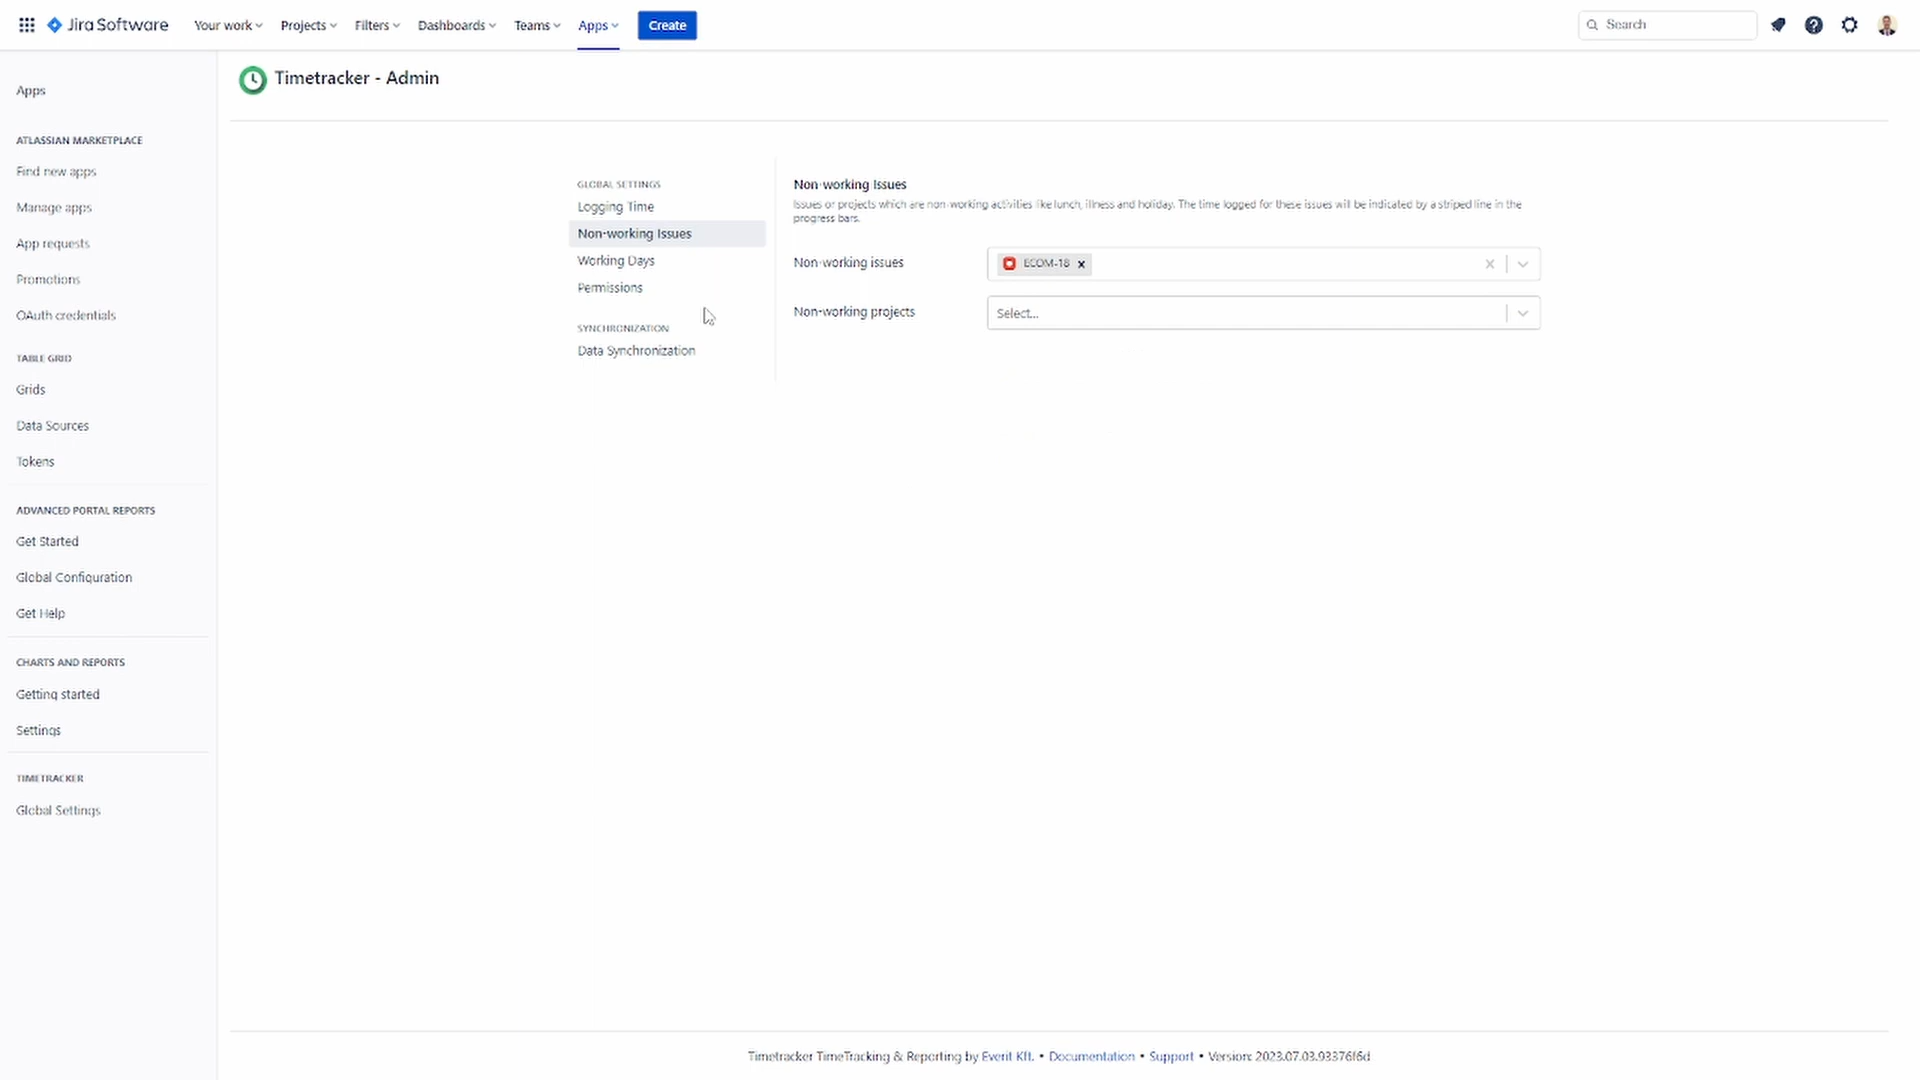 Jira Software
Your work
Projects
Filters
Dashboards
Teams
Apps
Create
Search
Apps
ATLASSIAN MARKETPLACE
Find new apps
Manage apps
App requests
Promotions
OAuth credentials
TABLE GRID
Grids
Data Sources
Tokens
ADVANCED PORTAL REPORTS
Get Started
Global Configuration
Get Help
CHARTS AND REPORTS
Getting started
Settings
TIMETRACKER
Global Settings
Timetracker - Admin
GLOBAL SETTINGS
Logging Time
Non-working Issues
Working Days
Permissions
SYNCHRONIZATION
Data Synchronization
Non-working Issues
Issues or projects which are non-working activities like lunch, illness and holiday. The time logged for these issues will be indicated by a striped line in the
progress bars.
Non-working issues
ECOM-18
Non-working projects
Select...
Timetracker TimeTracking & Reporting by Everit Kft. • Documentation • Support • Version: 2023.07.03.93376f6d